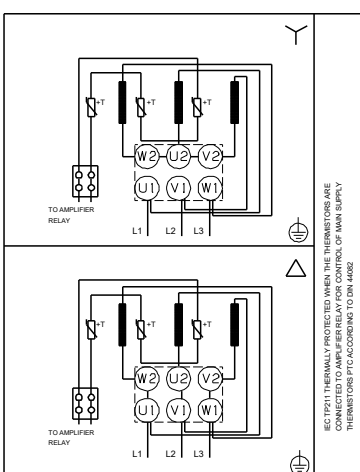 +T +T +T
W2 U2 V2
U1 V1 W1
TO AMPLIFIER
RELAY
L1 L2 L3
+T +T +T
W2 U2 V2
U1 V1 W1
TO AMPLIFIER
RELAY
L1 L2 L3
IEC TP211 THERMALLY PROTECTED WHEN THE THERMISTORS ARE
CONNECTED TO AMPLIFIER RELAY FOR CONTROL OF MAIN SUPPLY
THERMISTORS PTC ACCORDING TO DIN 44082